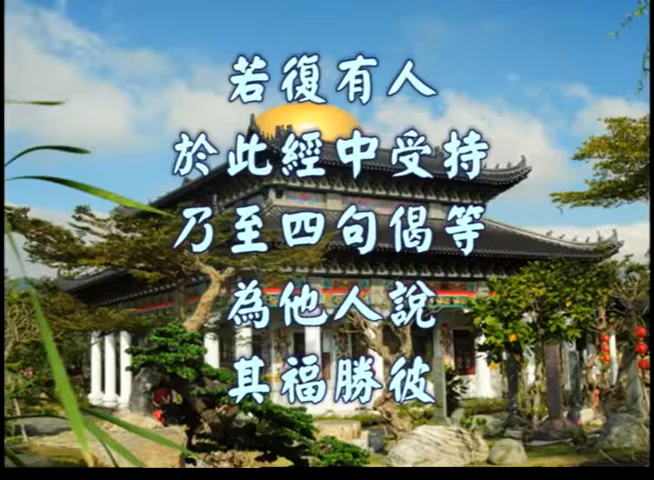 若復有人
於此經中受持
乃至四句偈等
為他人說
其福勝彼